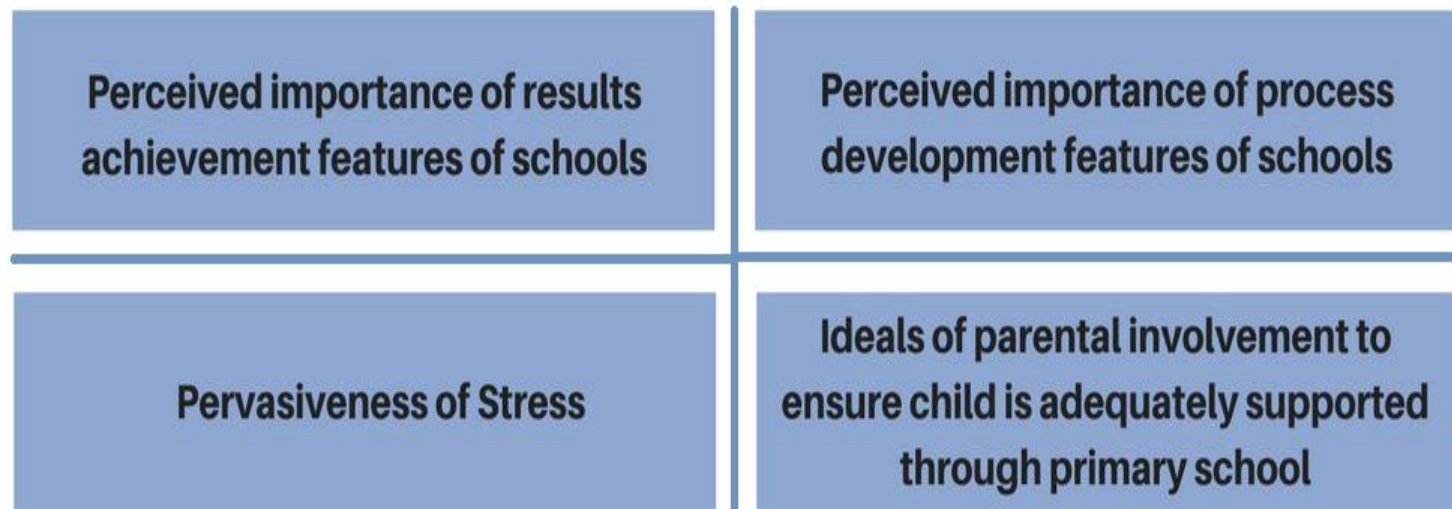 Perceived importance of results
achievement features of schools
Perceived importance of process
development features of schools
Pervasiveness of Stress
Ideals of parental involvement to
ensure child is adequately supported
through primary school